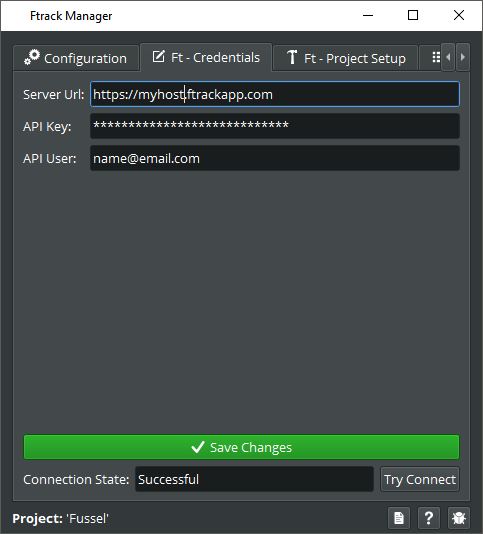 Ftrack Manager
Configuration
Ft - Credentials
Ft - Project Setup
Server Url: https://myhost.ftrackapp.com
API Key: ****************************
API User: name@email.com
Save Changes
Connection State: Successful Try Connect
Project: 'Fussel' ?